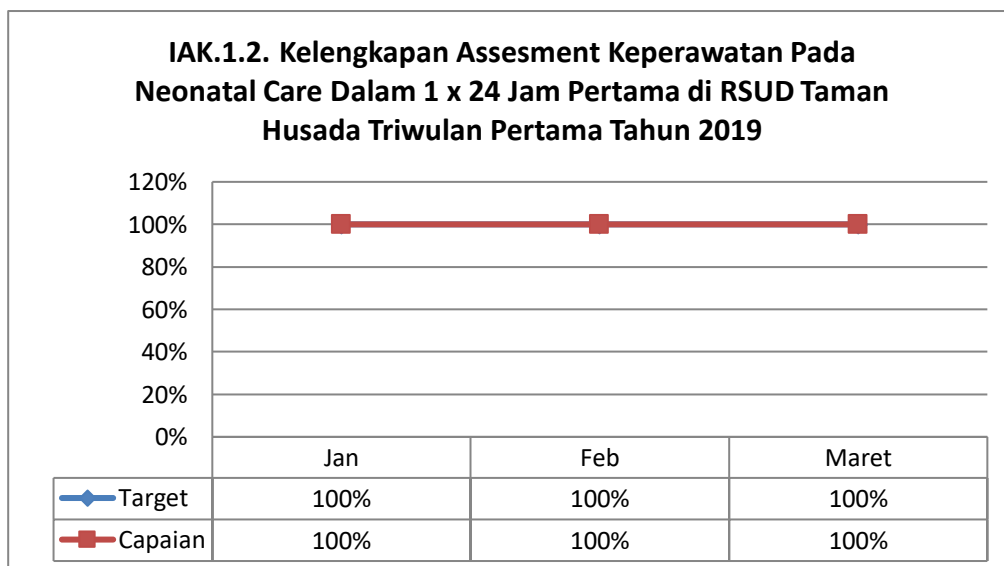 IAK.1.2. Kelengkapan Assesment Keperawatan Pada
Neonatal Care Dalam 1 x 24 Jam Pertama di RSUD Taman
Husada Triwulan Pertama Tahun 2019
120%
100%
80%
60%
40%
20%
0%
Jan Feb Maret
Target 100% 100% 100%
Capaian 100% 100% 100%